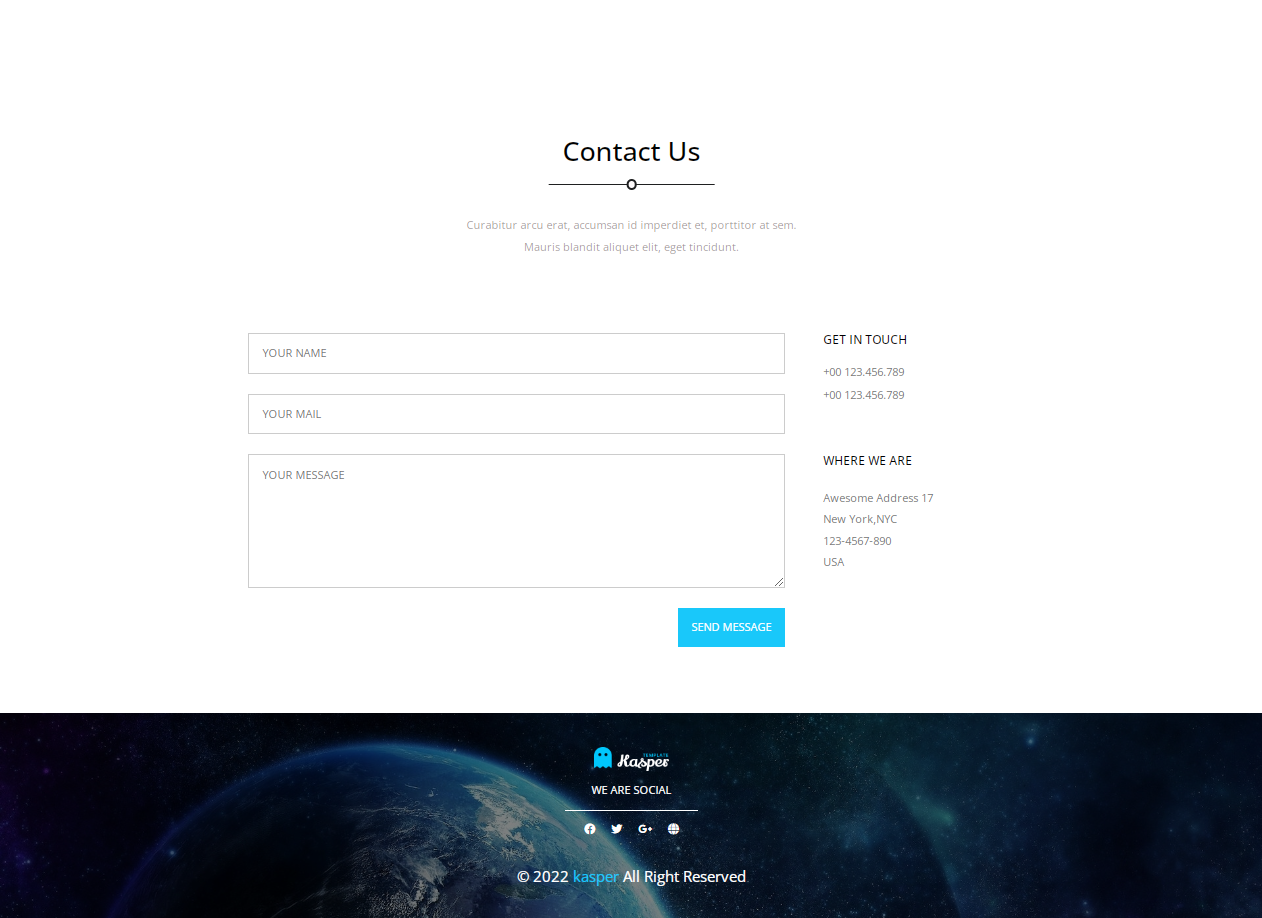 Contact Us
Curabitur arcu erat, accumsan id imperdiet et, porttitor at sem.
Mauris blandit aliquet elit, eget tincidunt.
YOUR NAME
YOUR MAIL
YOUR MESSAGE
SEND MESSAGE
GET IN TOUCH
+00 123.456.789
+00 123.456.789
WHERE WE ARE
Awesome Address 17
New York,NYC
123-4567-890
USA
TEMPLATE
Kasper
WE ARE SOCIAL
© 2022 kasper All Right Reserved.